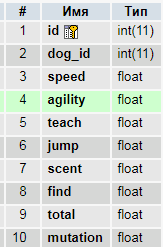 # Имя Тип
1 id int(11)
2 dog_id int(11)
3 speed float
4 agility float
5 teach float
6 jump float
7 scent float
8 find float
9 total float
10 mutation float